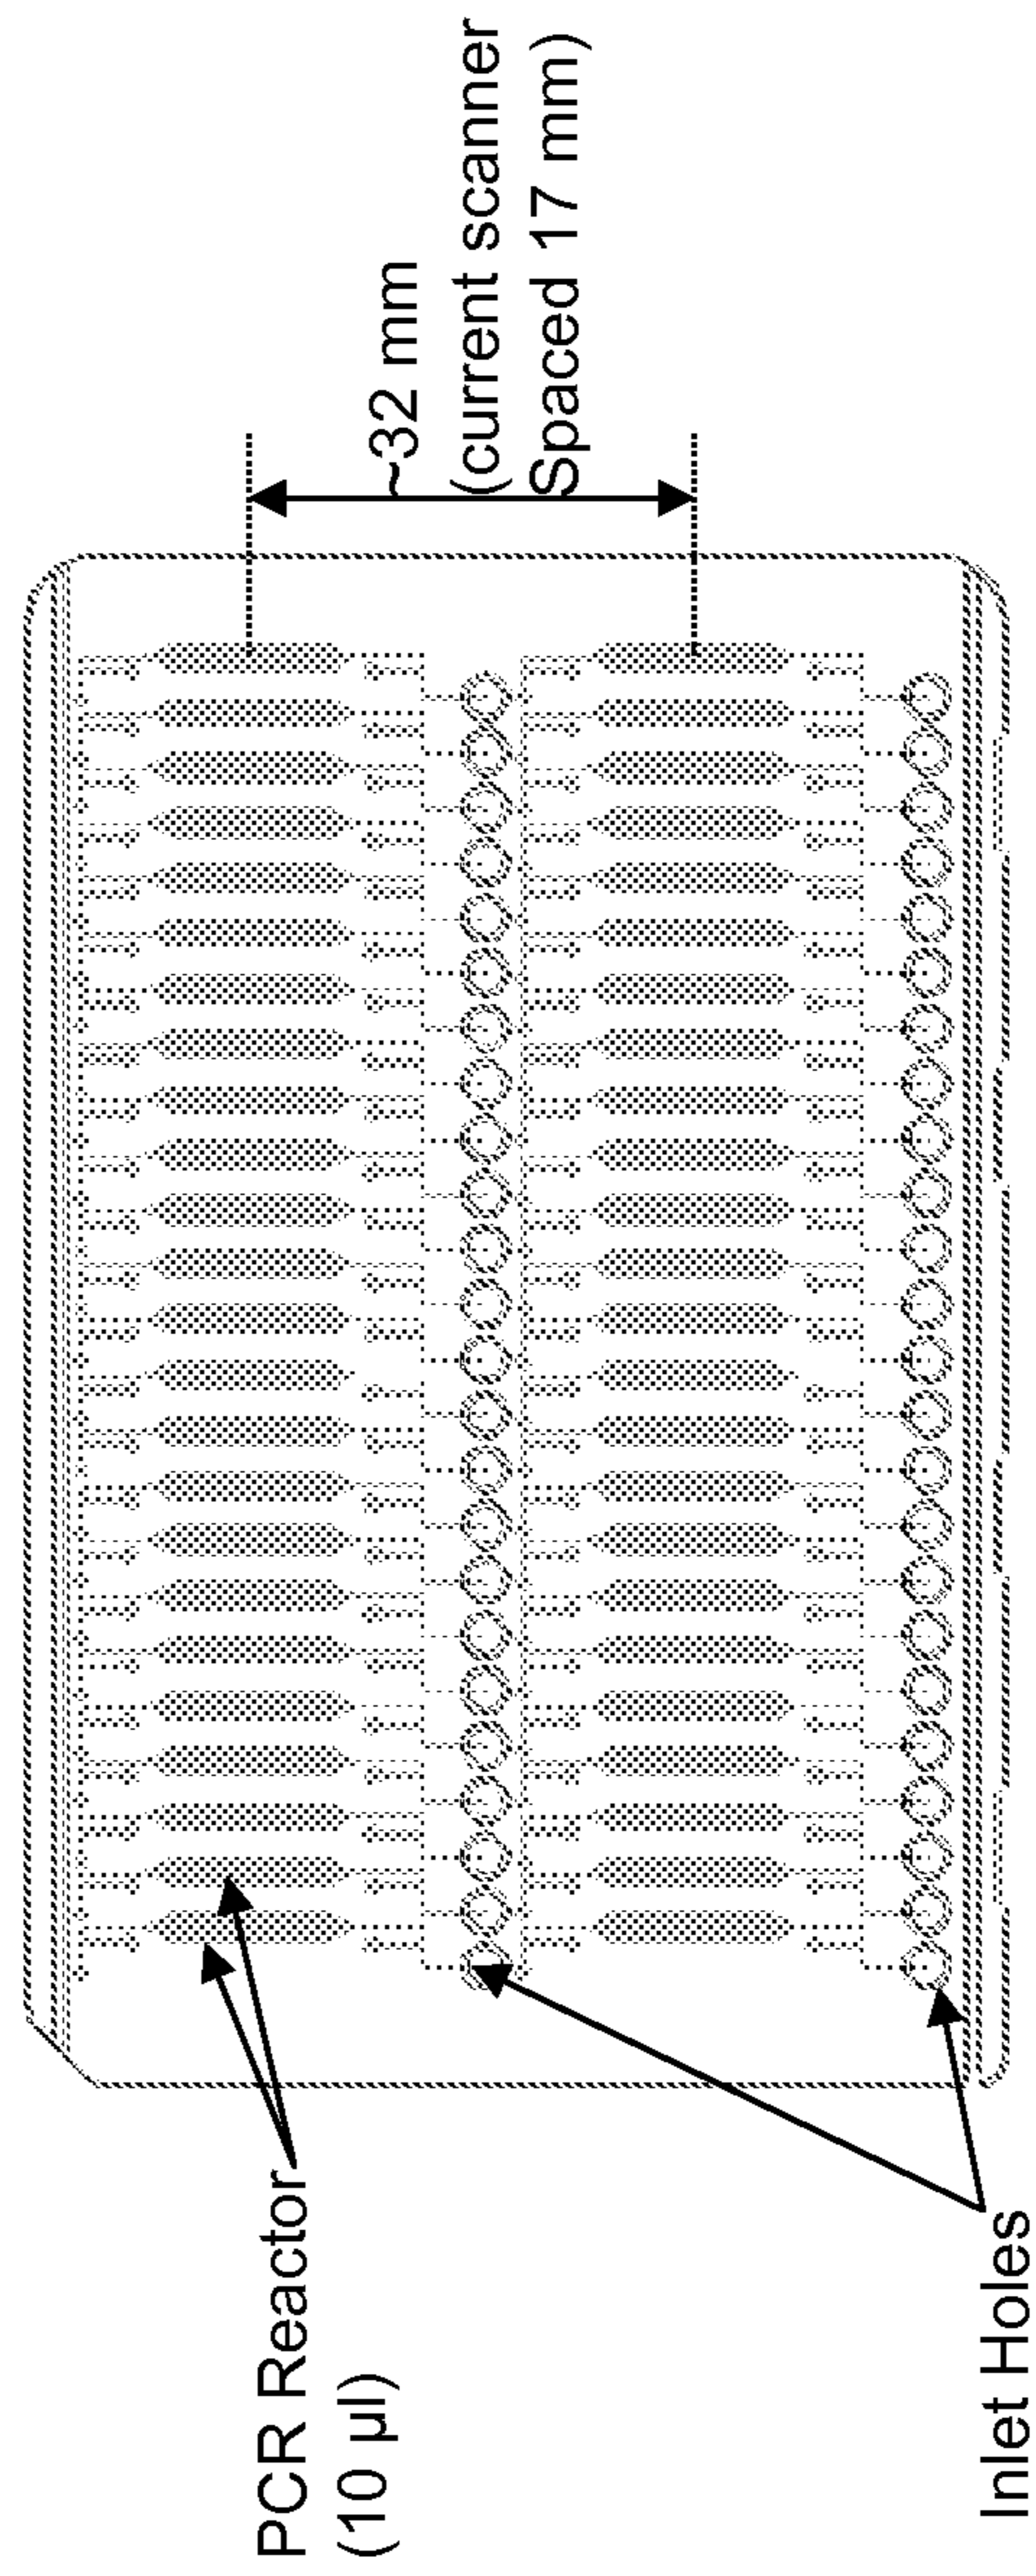 PCR Reactor
(10 µl)
Inlet Holes
~32 mm
(current scanner
Spaced 17 mm)